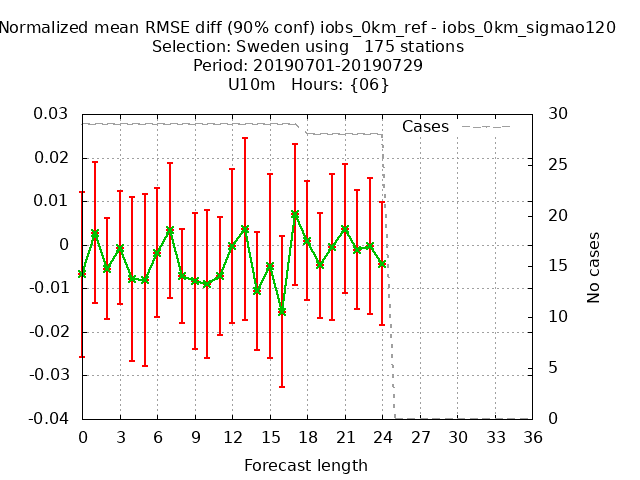 Normalized mean RMSE diff (90% conf) iobs_0km_ref - iobs_0km_sigmao120
Selection: Sweden using   175 stations
Period: 20190701-20190729
U10m   Hours: {06}
Cases
0.03
0.02
0.01
0
-0.01
-0.02
-0.03
-0.04
30
25
20
15
10
5
0
No cases
0 3 6 9 12 15 18 21 24 27 30 33 36
Forecast length